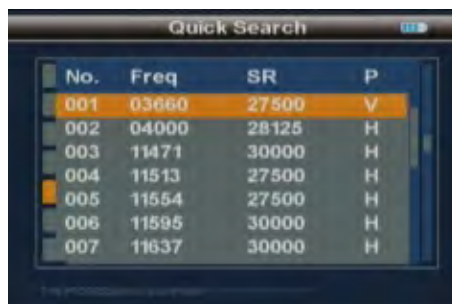 Quick Search
No. Freq SR P
001 03660 27500 V
002 04000 28125 H
003 11471 30000 H
004 11513 27500 H
005 11554 27500 H
006 11595 30000 H
007 11637 30000 H